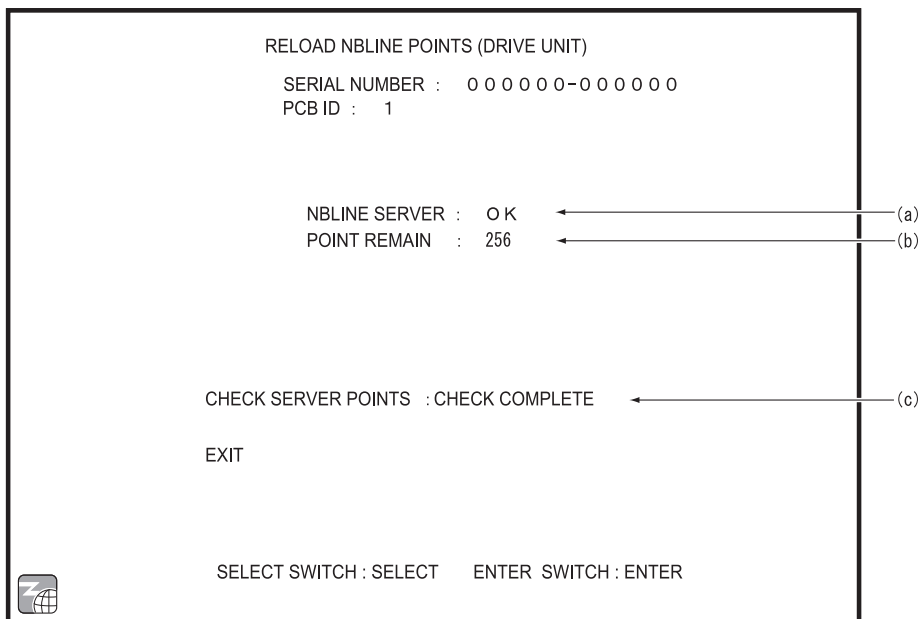 RELOAD NBLINE POINTS (DRIVE UNIT)
SERIAL NUMBER : 000000-000000
PCB ID : 1
NBLINE SERVER : OK (a)
POINT REMAIN : 256 (b)
CHECK SERVER POINTS : CHECK COMPLETE (c)
EXIT
SELECT SWITCH : SELECT ENTER SWITCH : ENTER